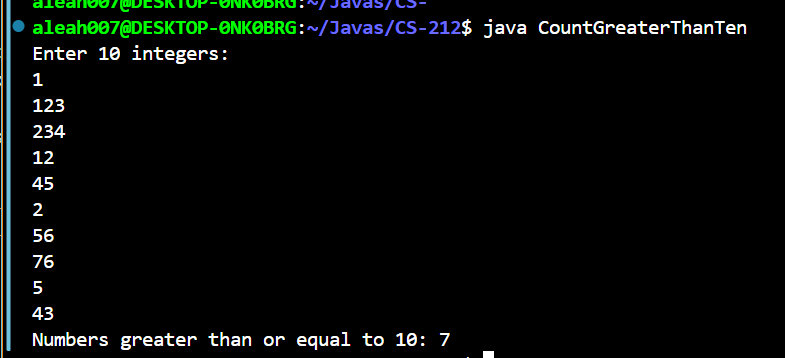 aleah007@DESKTOP-0NK0BRG:~/Javas/CS-
aleah007@DESKTOP-0NK0BRG:~/Javas/CS-212$ java CountGreaterThanTen
Enter 10 integers:
1
123
234
12
45
2
56
76
5
43
Numbers greater than or equal to 10: 7